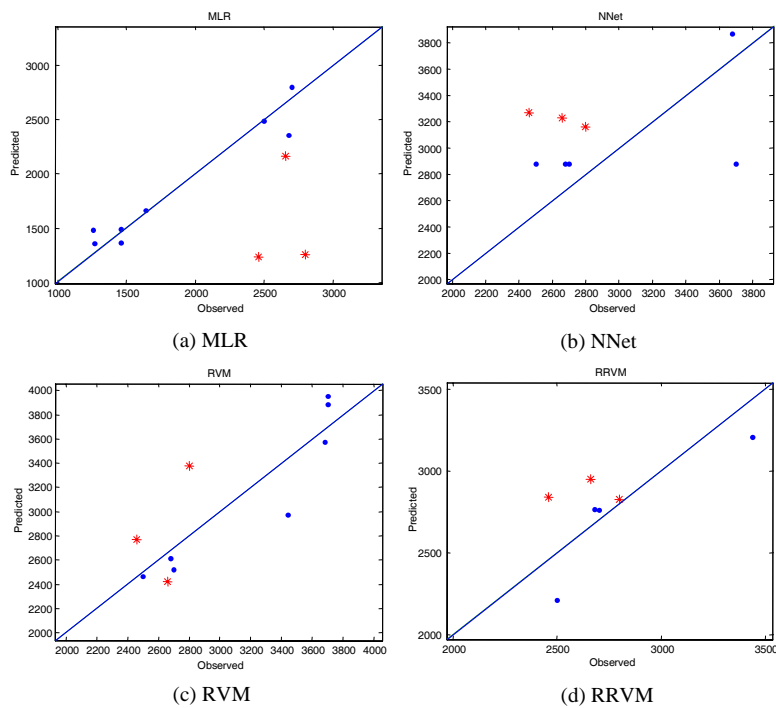 MLR
3000
2500
2000
1500
1000
Predicted
1000 1500 2000 2500 3000
Observed
(a) MLR
NNet
3800
3600
3400
3200
3000
2800
2600
2400
2200
2000
Predicted
2000 2200 2400 2600 2800 3000 3200 3400 3600 3800
Observed
(b) NNet
RVM
4000
3800
3600
3400
3200
3000
2800
2600
2400
2200
2000
Predicted
2000 2200 2400 2600 2800 3000 3200 3400 3600 3800 4000
Observed
(c) RVM
RRVM
3500
3000
2500
2000
Predicted
2000 2500 3000 3500
Observed
(d) RRVM